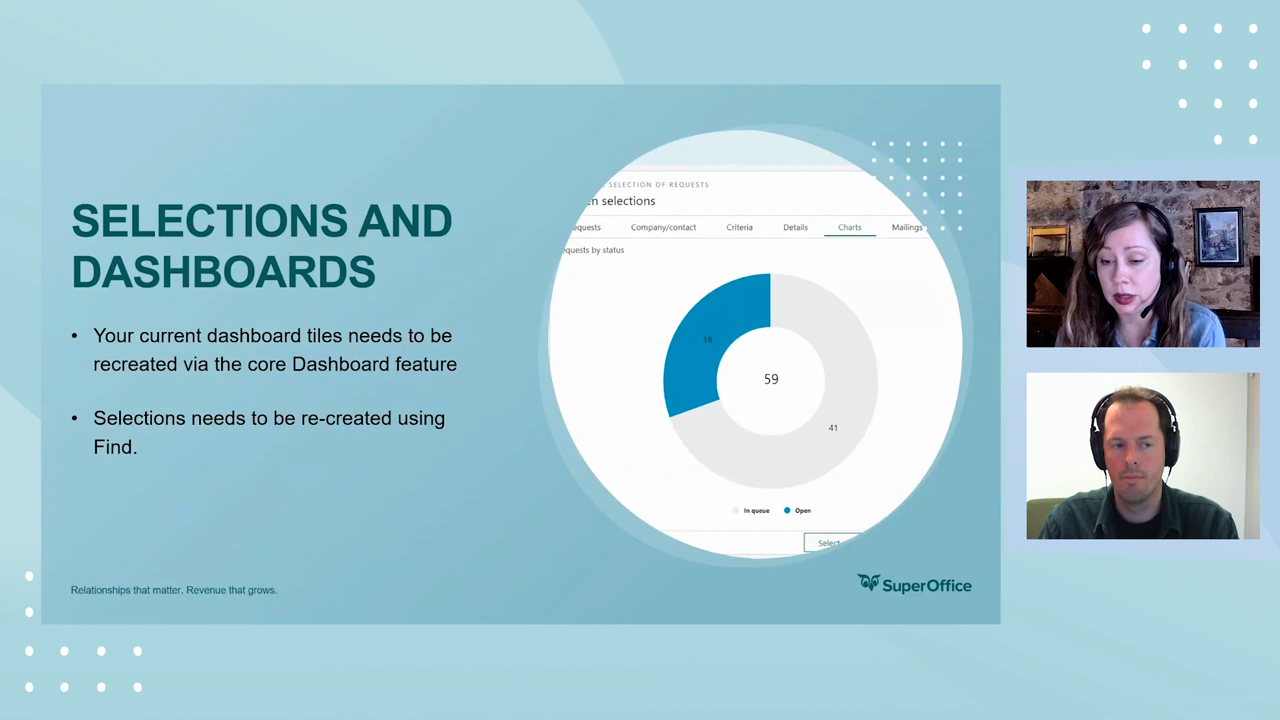 SELECTIONS AND
DASHBOARDS
• Your current dashboard tiles needs to be
recreated via the core Dashboard feature
• Selections needs to be re-created using
Find.
Relationships that matter. Revenue that grows.
SELECTION OF REQUESTS
selections
Company/contact Criteria Details Charts Mailings
by status
18
59
41
In queue Open
Select
SuperOffice